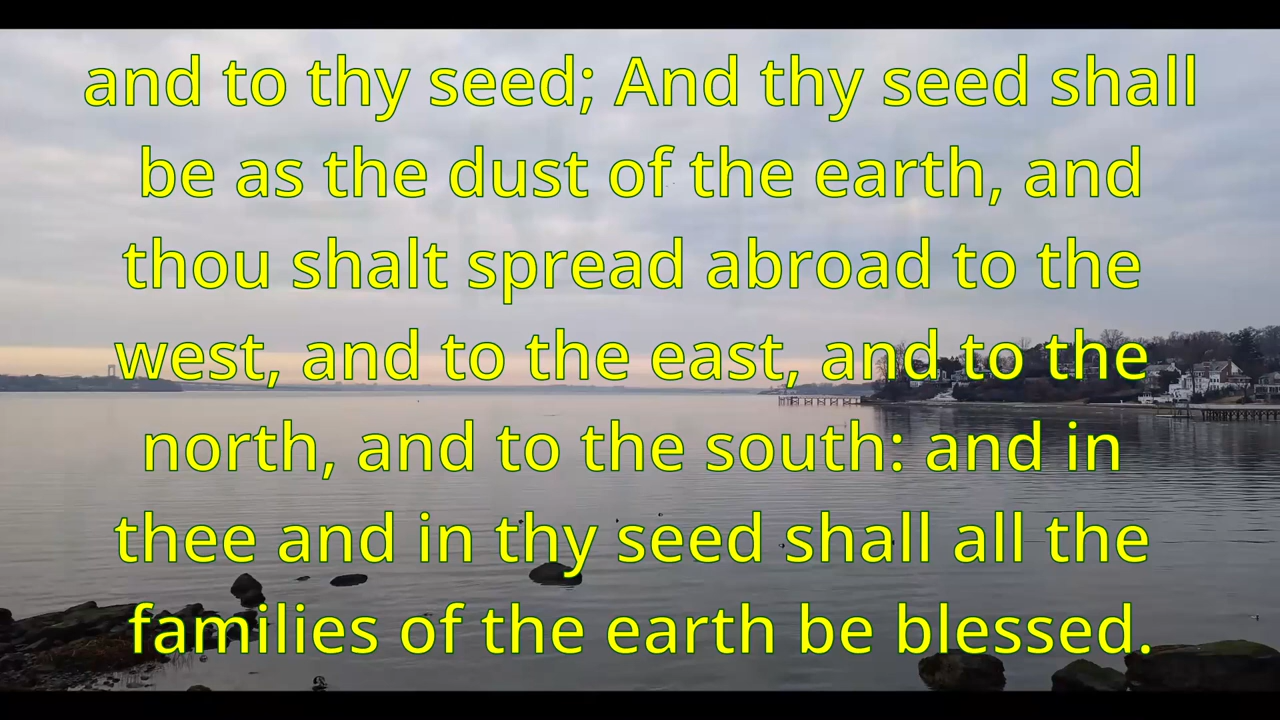 and to thy seed; And thy seed shall
be as the dust of the earth, and
thou shalt spread abroad to the
west, and to the east, and to the
north, and to the south: and in
thee and in thy seed shall all the
families of the earth be blessed.